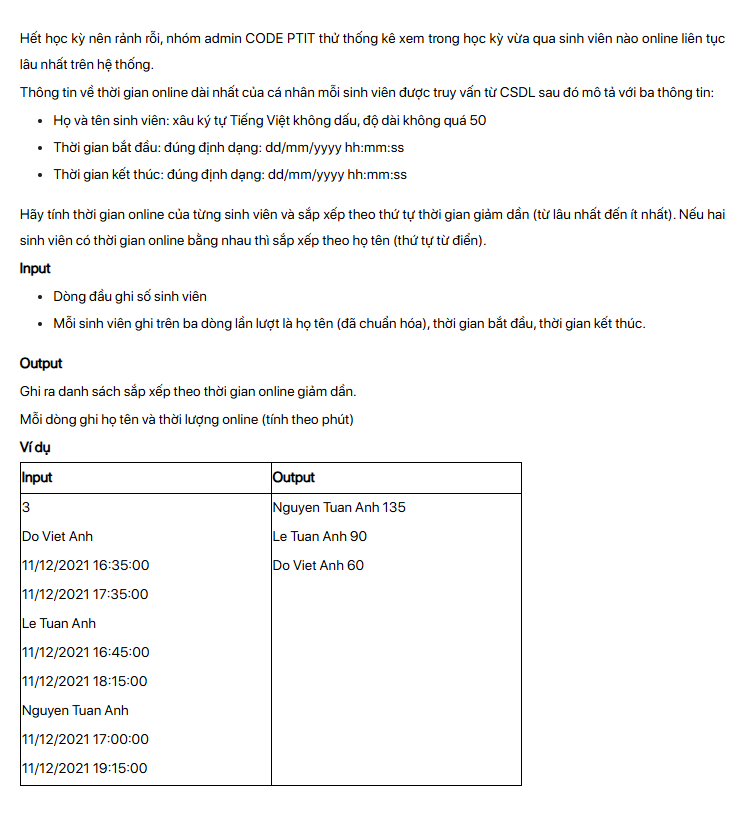 Hết học kỳ nên rảnh rỗi, nhóm admin CODE PTIT thử thống kê xem trong học kỳ vừa qua sinh viên nào online liên tục
lâu nhất trên hệ thống.
Thông tin về thời gian online dài nhất của cá nhân mỗi sinh viên được truy vấn từ CSDL sau đó mô tả với ba thông tin:
• Họ và tên sinh viên: xâu ký tự Tiếng Việt không dấu, độ dài không quá 50
• Thời gian bắt đầu: đúng định dạng: dd/mm/yyyy hh:mm:ss
• Thời gian kết thúc: đúng định dạng: dd/mm/yyyy hh:mm:ss
Hãy tính thời gian online của từng sinh viên và sắp xếp theo thứ tự thời gian giảm dần (từ lâu nhất đến ít nhất). Nếu hai
sinh viên có thời gian online bằng nhau thì sắp xếp theo họ tên (thứ tự từ điển).
Input
• Dòng đầu ghi số sinh viên
• Mỗi sinh viên ghi trên ba dòng lần lượt là họ tên (đã chuẩn hóa), thời gian bắt đầu, thời gian kết thúc.
Output
Ghi ra danh sách sắp xếp theo thời gian online giảm dần.
Mỗi dòng ghi họ tên và thời lượng online (tính theo phút)
Ví dụ
Input Output
3 Nguyen Tuan Anh 135
Do Viet Anh Le Tuan Anh 90
11/12/2021 16:35:00 Do Viet Anh 60
11/12/2021 17:35:00
Le Tuan Anh
11/12/2021 16:45:00
11/12/2021 18:15:00
Nguyen Tuan Anh
11/12/2021 17:00:00
11/12/2021 19:15:00